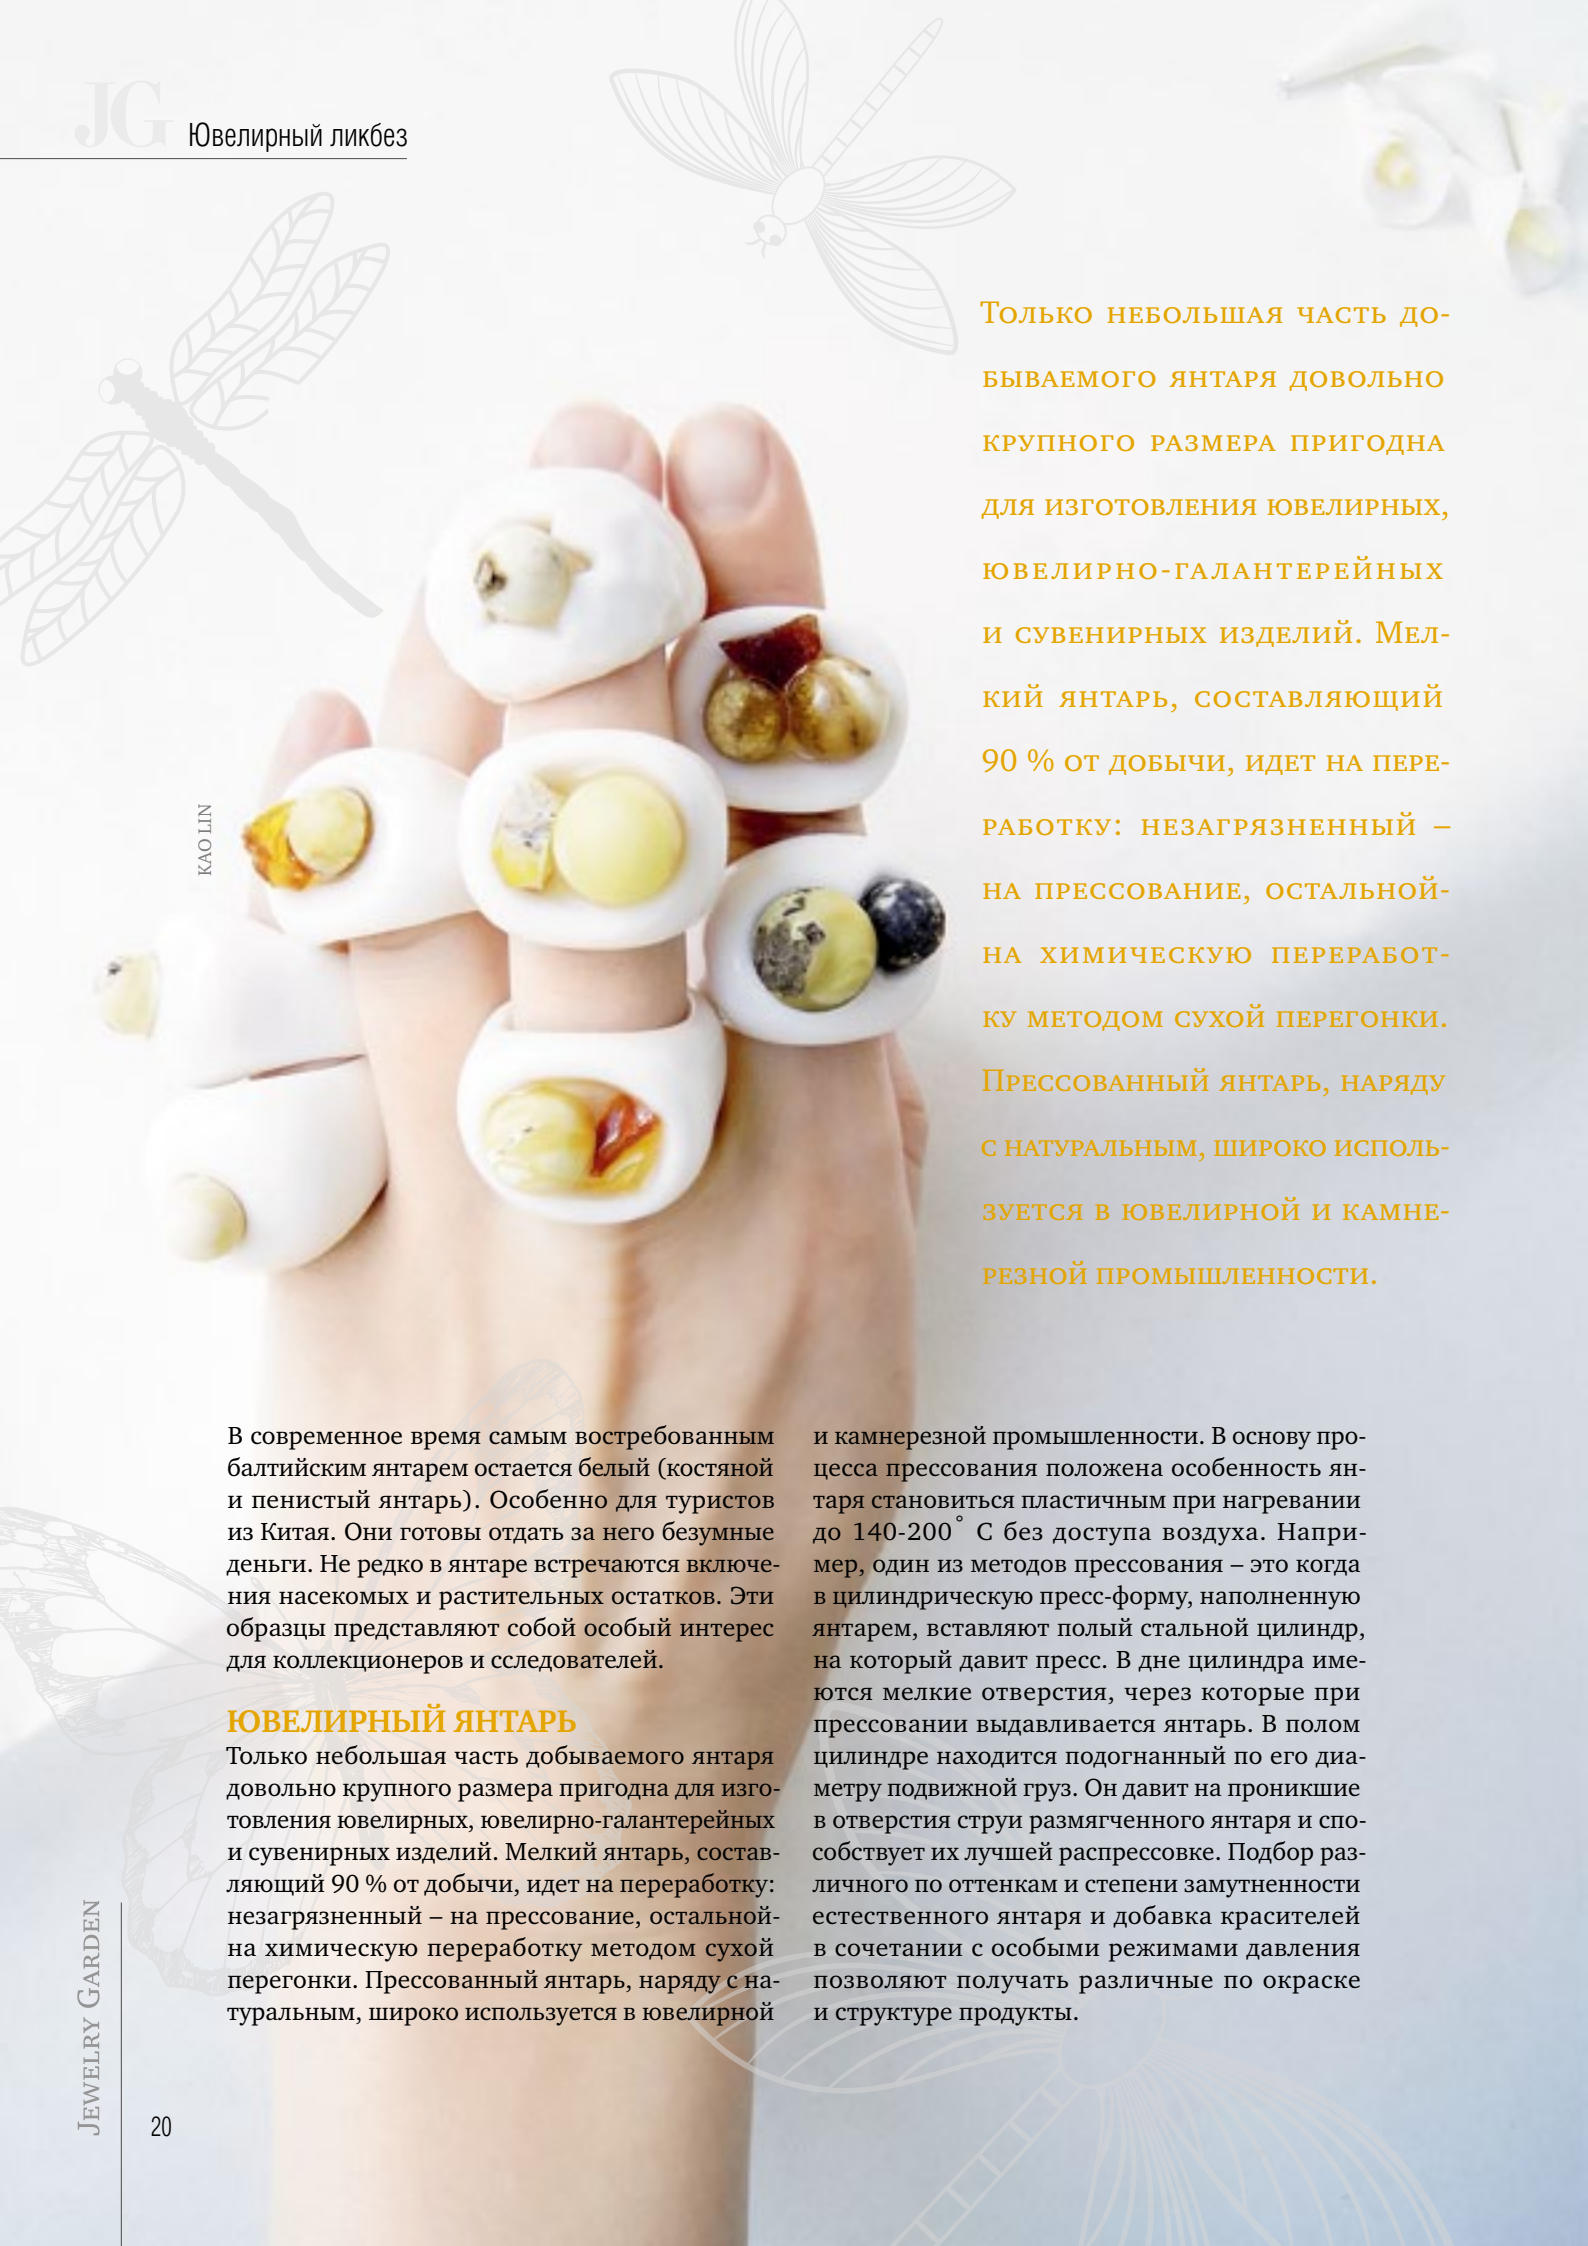 JG
Ювелирный ликбез
Только небольшая часть до-
бываемого янтаря довольно
крупного размера пригодна
для изготовления ювелирных,
ювелирно-галантерейных
и сувенирных изделий. Мел-
кий янтарь, составляющий
90 % от добычи, идет на пере-
работку: незагрязненный –
на прессование, остальной-
на химическую переработ-
ку методом сухой перегонки.
Прессованный янтарь, наряду
с натуральным, широко исполь-
зуется в ювелирной и камне-
резной промышленности.
KAO LIN
В современное время самым востребованным
балтийским янтарем остается белый (костяной
и пенистый янтарь). Особенно для туристов
из Китая. Они готовы отдать за него безумные
деньги. Не редко в янтаре встречаются включе-
ния насекомых и растительных остатков. Эти
образцы представляют собой особый интерес
для коллекционеров и сследователей.
ЮВЕЛИРНЫЙ ЯНТАРЬ
Только небольшая часть добываемого янтаря
довольно крупного размера пригодна для изго-
товления ювелирных, ювелирно-галантерейных
и сувенирных изделий. Мелкий янтарь, состав-
ляющий 90 % от добычи, идет на переработку:
незагрязненный – на прессование, остальной-
на химическую переработку методом сухой
перегонки. Прессованный янтарь, наряду с на-
туральным, широко используется в ювелирной
и камнерезной промышленности. В основу про-
цесса прессования положена особенность ян-
таря становиться пластичным при нагревании
до 140-200˚ С без доступа воздуха. Напри-
мер, один из методов прессования – это когда
в цилиндрическую пресс-форму, наполненную
янтарем, вставляют полый стальной цилиндр,
на который давит пресс. В дне цилиндра име-
ются мелкие отверстия, через которые при
прессовании выдавливается янтарь. В полом
цилиндре находится подогнанный по его диа-
метру подвижной груз. Он давит на проникшие
в отверстия струи размягченного янтаря и спо-
собствует их лучшей распрессовке. Подбор раз-
личного по оттенкам и степени замутненности
естественного янтаря и добавка красителей
в сочетании с особыми режимами давления
позволяют получать различные по окраске
и структуре продукты.
Jewelry Garden
20